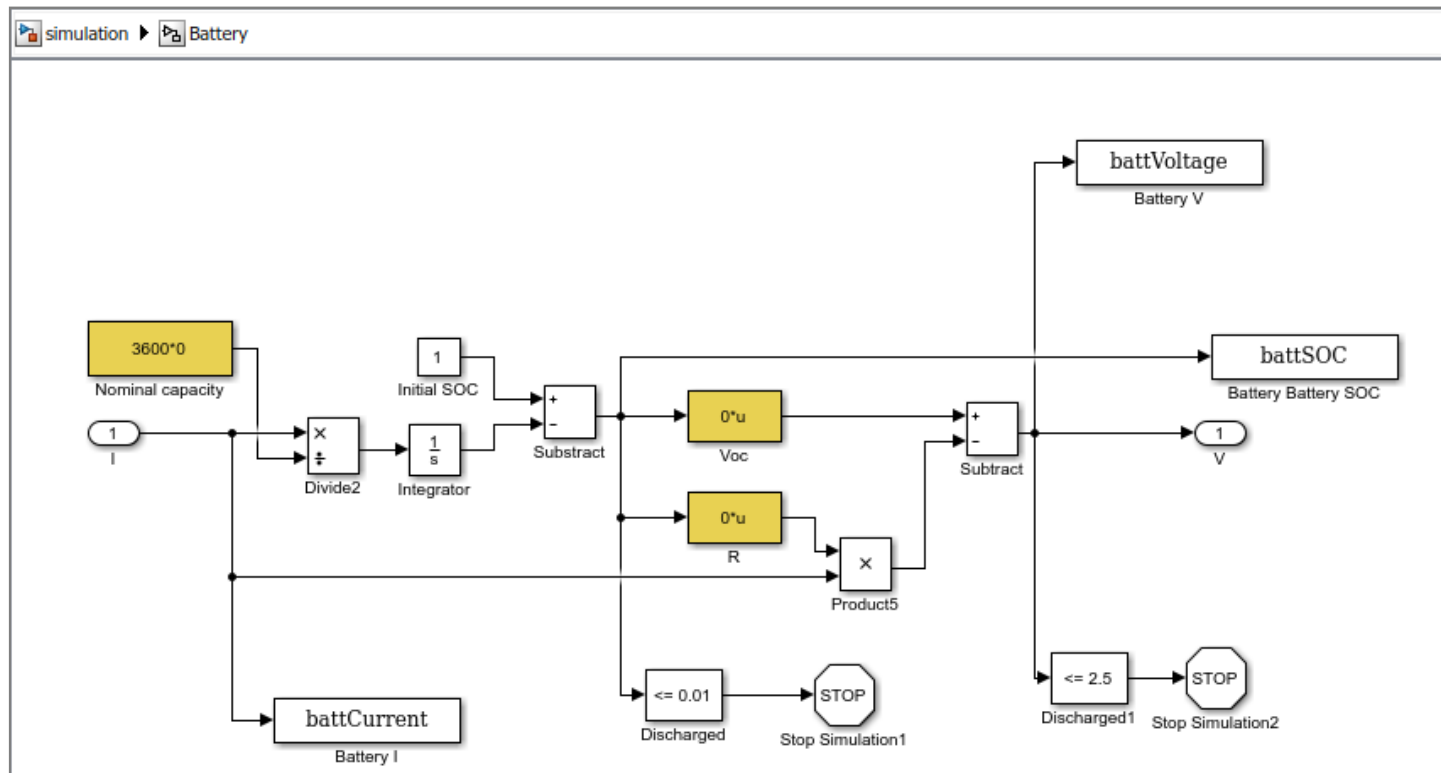 simulation Battery
battVoltage
Battery V
3600*0
Nominal capacity
1
Initial SOC
battSOC
Battery Battery SOC
1
I
×
÷
Divide2
1
s
Integrator
+
−
Substract
0*u
Voc
+
−
Subtract
1
V
0*u
R
×
Product5
battCurrent
Battery I
<= 0.01
Discharged
STOP
Stop Simulation1
<= 2.5
Discharged1
STOP
Stop Simulation2